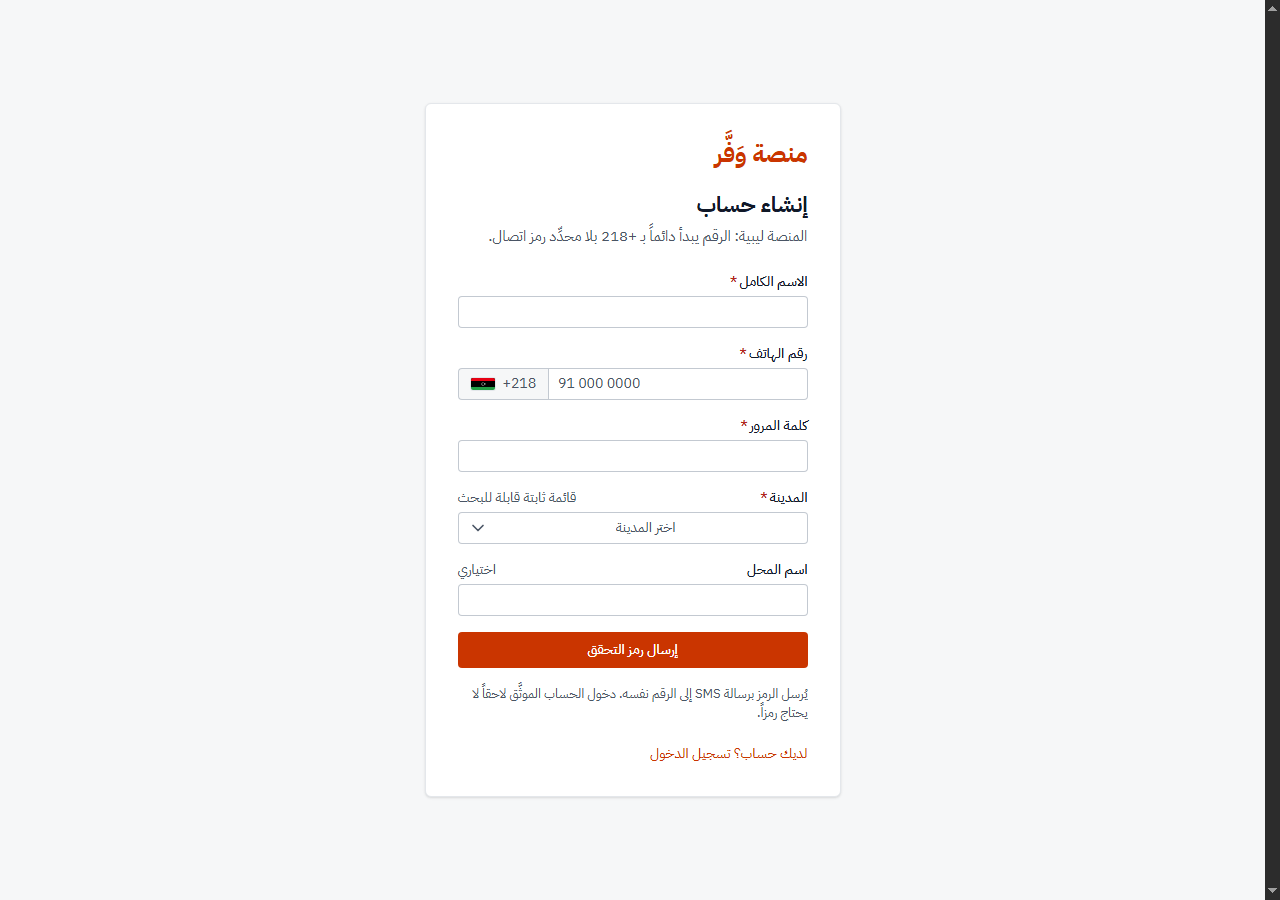 منصة وَفَّر
إنشاء حساب
المنصة ليبية: الرقم يبدأ دائماً بـ +218 بلا محدِّد رمز اتصال.
الاسم الكامل *
رقم الهاتف *
+218 91 000 0000
كلمة المرور *
المدينة * قائمة ثابتة قابلة للبحث
اختر المدينة
اسم المحل اختياري
إرسال رمز التحقق
يُرسل الرمز برسالة SMS إلى الرقم نفسه. دخول الحساب الموثَّق لاحقاً لا
يحتاج رمزاً.
لديك حساب؟ تسجيل الدخول